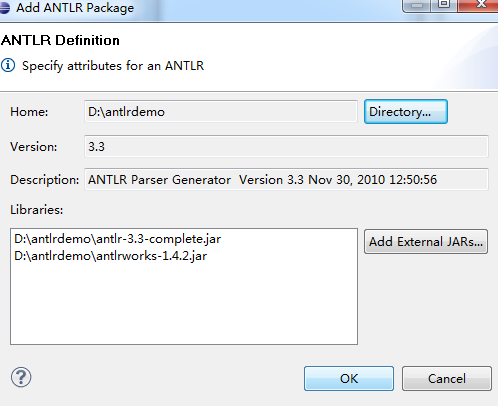 Add ANTLR Package
ANTLR Definition
Specify attributes for an ANTLR
Home: D:\antlrdemo Directory...
Version: 3.3
Description: ANTLR Parser Generator Version 3.3 Nov 30, 2010 12:50:56
Libraries:
D:\antlrdemo\antlr-3.3-complete.jar
D:\antlrdemo\antlrworks-1.4.2.jar
Add External JARs...
OK Cancel